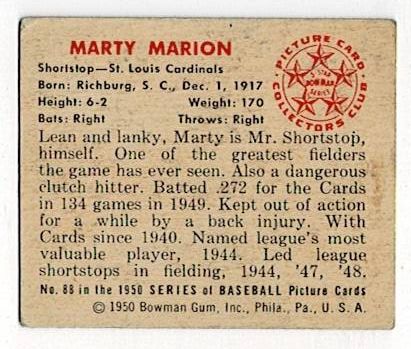 MARTY MARION
Shortstop—St. Louis Cardinals
Born: Richburg, S. C., Dec. 1, 1917
Height: 6-2 Weight: 170
Bats: Right Throws: Right
PICTURE CARD
5 STAR
BOWMAN
SERIES
COLLECTORS CLUB
Lean and lanky, Marty is Mr. Shortstop,
himself. One of the greatest fielders
the game has ever seen. Also a dangerous
clutch hitter. Batted .272 for the Cards
in 134 games in 1949. Kept out of action
for a while by a back injury. With
Cards since 1940. Named league's most
valuable player, 1944. Led league
shortstops in fielding, 1944, '47, '48.
No. 88 in the 1950 SERIES of BASEBALL Picture Cards
©1950 Bowman Gum, Inc., Phila., Pa., U. S. A.